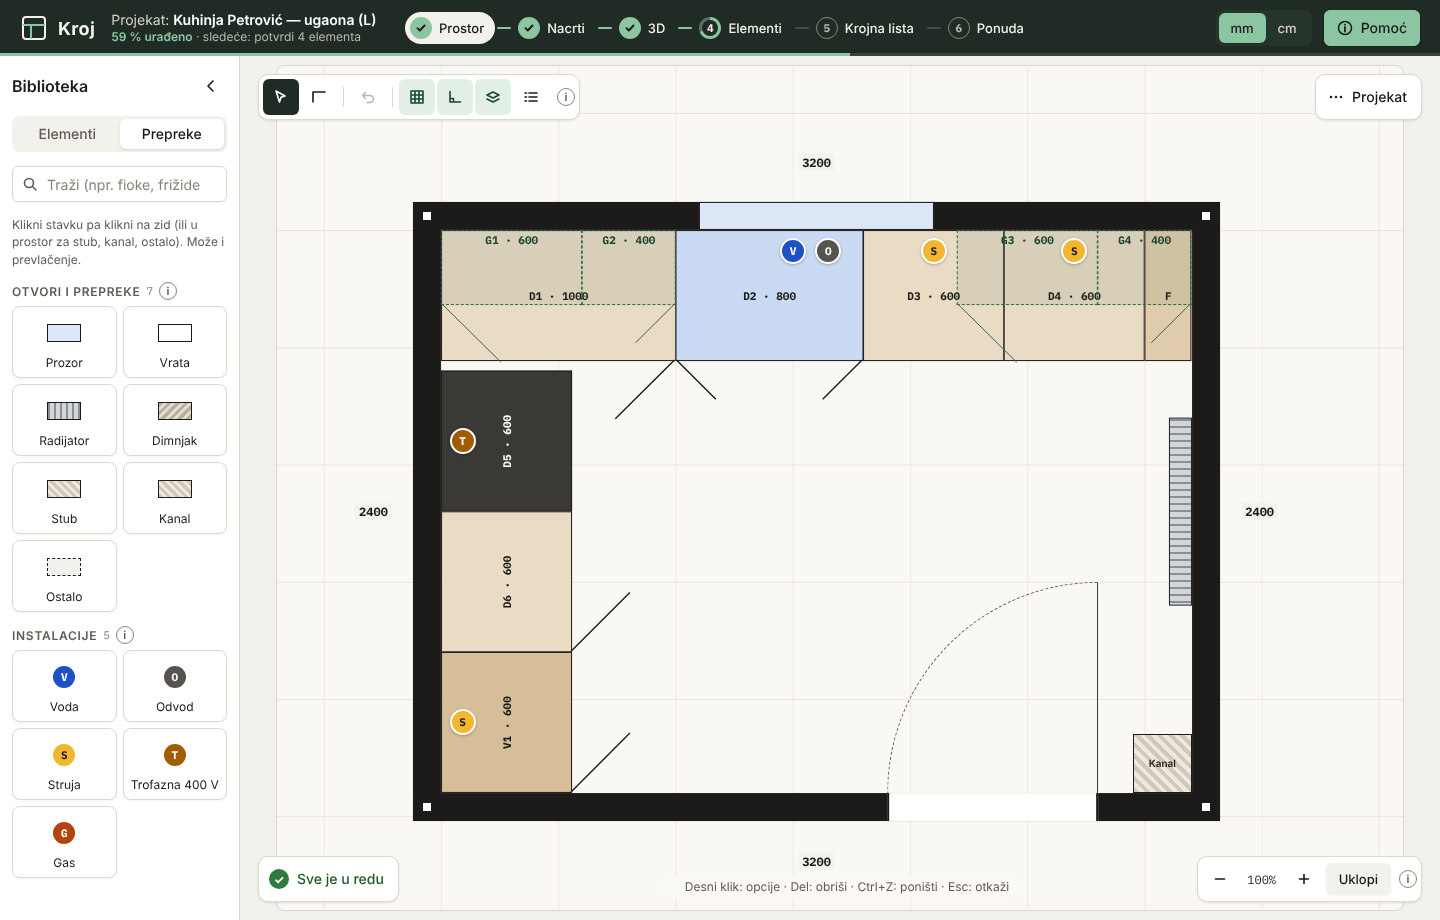 Kroj
Projekat: Kuhinja Petrović — ugaona (L)
59 % urađeno · sledeće: potvrdi 4 elementa
Prostor
Nacrti
3D
4 Elementi
5 Krojna lista
6 Ponuda
mm
cm
Pomoć
Biblioteka
Elementi
Prepreke
Traži (npr. fioke, frižide
Klikni stavku pa klikni na zid (ili u
prostor za stub, kanal, ostalo). Može i
prevlačenje.
OTVORI I PREPREKE 7
Prozor
Vrata
Radijator
Dimnjak
Stub
Kanal
Ostalo
INSTALACIJE 5
V
Voda
O
Odvod
S
Struja
T
Trofazna 400 V
G
Gas
Projekat
3200
G1 · 600
G2 · 400
V
O
S
G3 · 600
S
G4 · 400
D1 · 1000
D2 · 800
D3 · 600
D4 · 600
F
T
D5 · 600
2400
2400
D6 · 600
S
V1 · 600
Kanal
3200
Sve je u redu
Desni klik: opcije · Del: obriši · Ctrl+Z: poništi · Esc: otkaži
100%
Uklopi